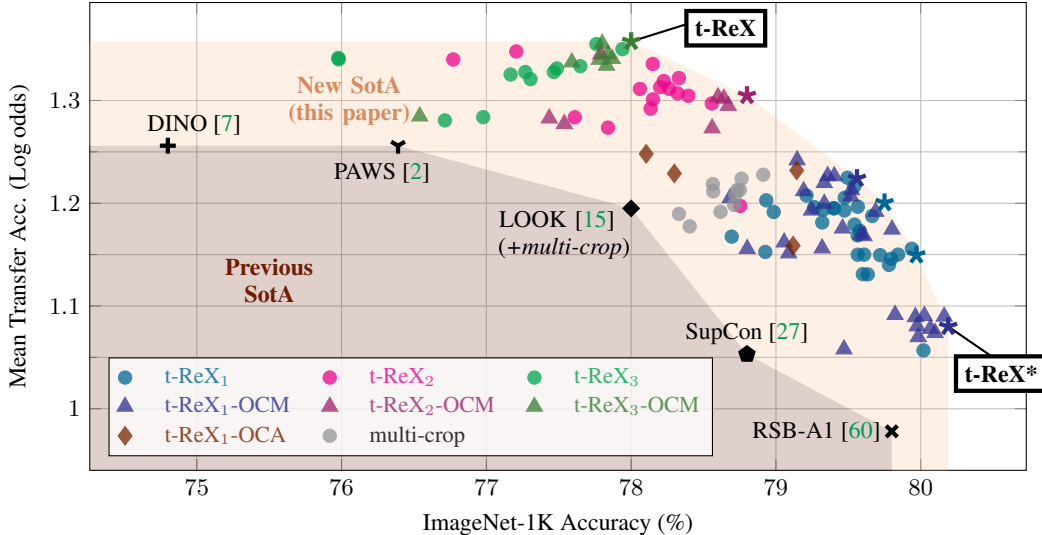 Mean Transfer Acc. (Log odds)
1.3
1.2
1.1
1
t-ReX
New SotA
(this paper)
DINO [7]
PAWS [2]
LOOK [15]
(+multi-crop)
Previous
SotA
SupCon [27]
t-ReX*
RSB-A1 [60]
t-ReX₁
t-ReX₂
t-ReX₃
t-ReX₁-OCM
t-ReX₂-OCM
t-ReX₃-OCM
t-ReX₁-OCA
multi-crop
75
76
77
78
79
80
ImageNet-1K Accuracy (%)